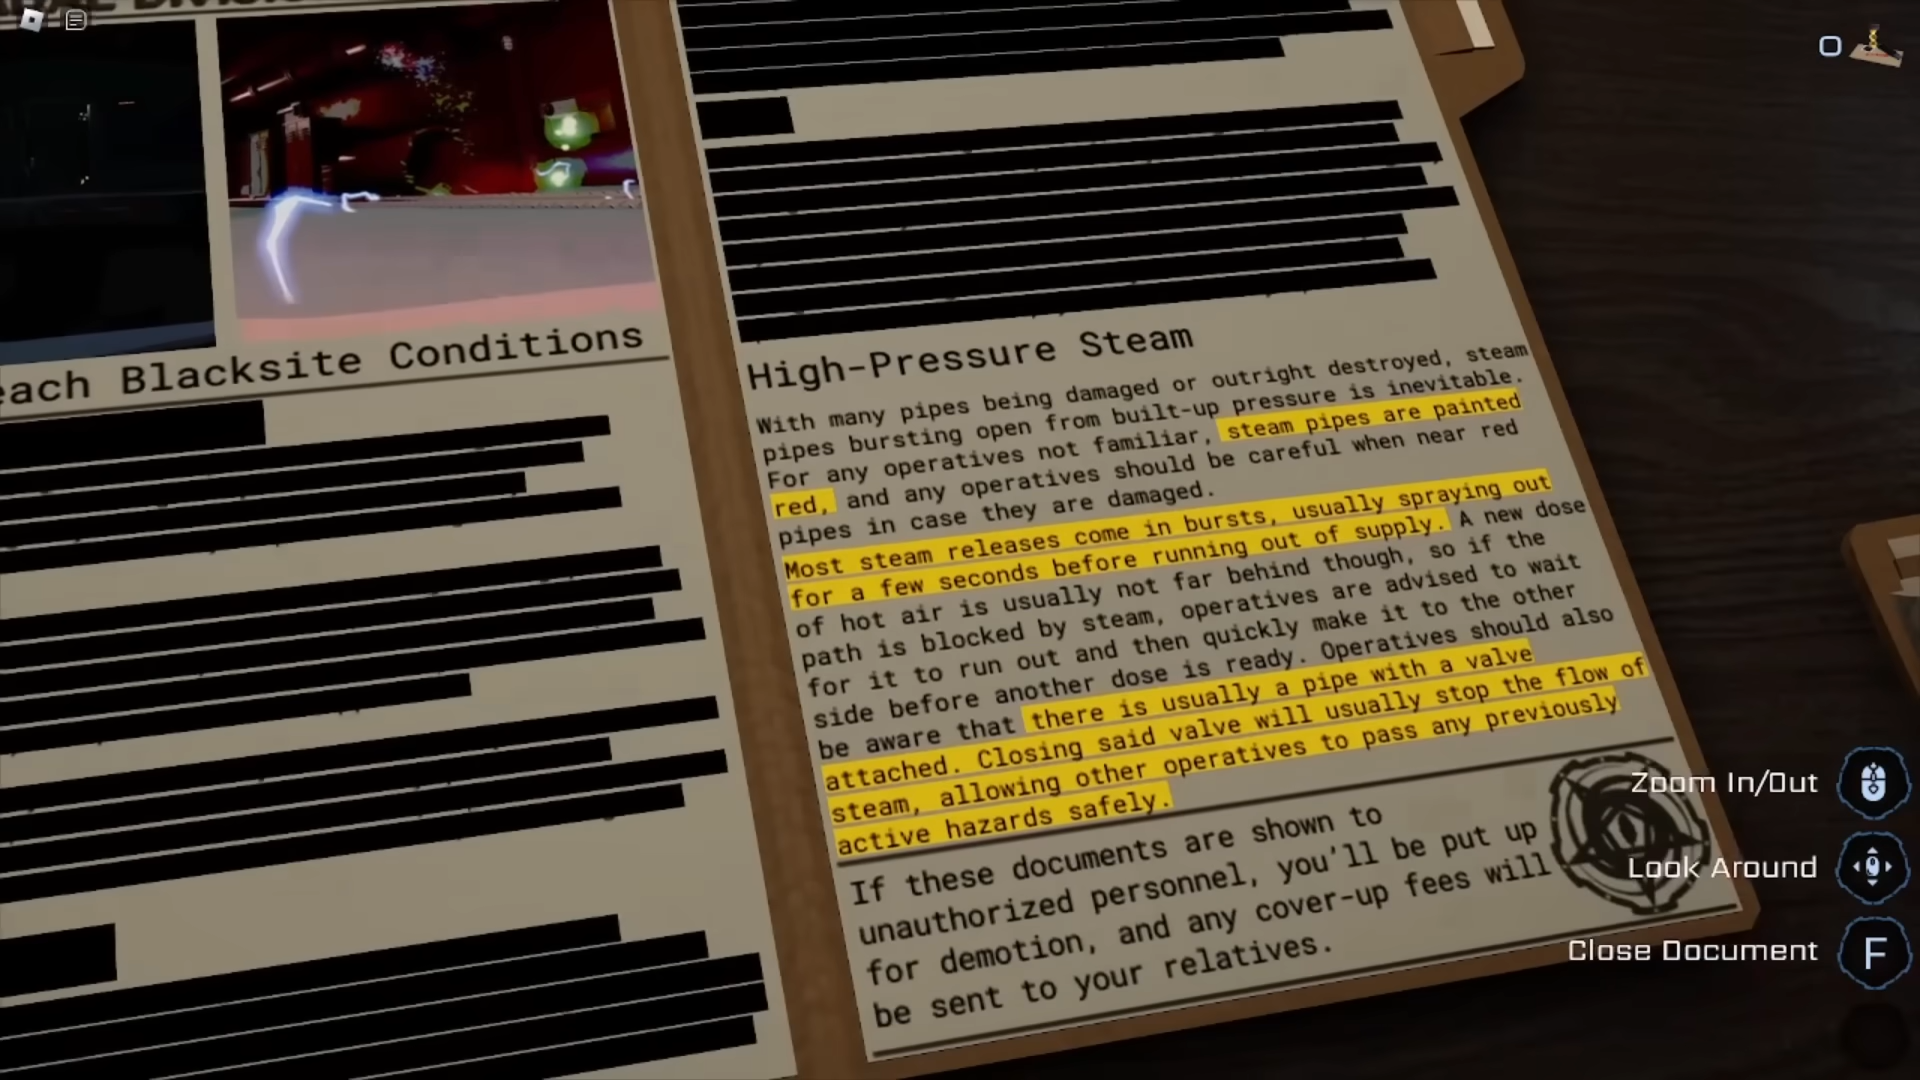 each Blacksite Conditions
High-Pressure Steam
With many pipes being damaged or outright destroyed, steam
pipes bursting open from built-up pressure is inevitable.
For any operatives not familiar, steam pipes are painted
red, and any operatives should be careful when near red
pipes in case they are damaged.
Most steam releases come in bursts, usually spraying out
for a few seconds before running out of supply. A new dose
of hot air is usually not far behind though, so if the
path is blocked by steam, operatives are advised to wait
for it to run out and then quickly make it to the other
side before another dose is ready. Operatives should also
be aware that there is usually a pipe with a valve
attached. Closing said valve will usually stop the flow of
steam, allowing other operatives to pass any previously
active hazards safely.
If these documents are shown to
unauthorized personnel, you'll be put up
for demotion, and any cover-up fees will
be sent to your relatives.
0
Zoom In/Out
Look Around
Close Document F